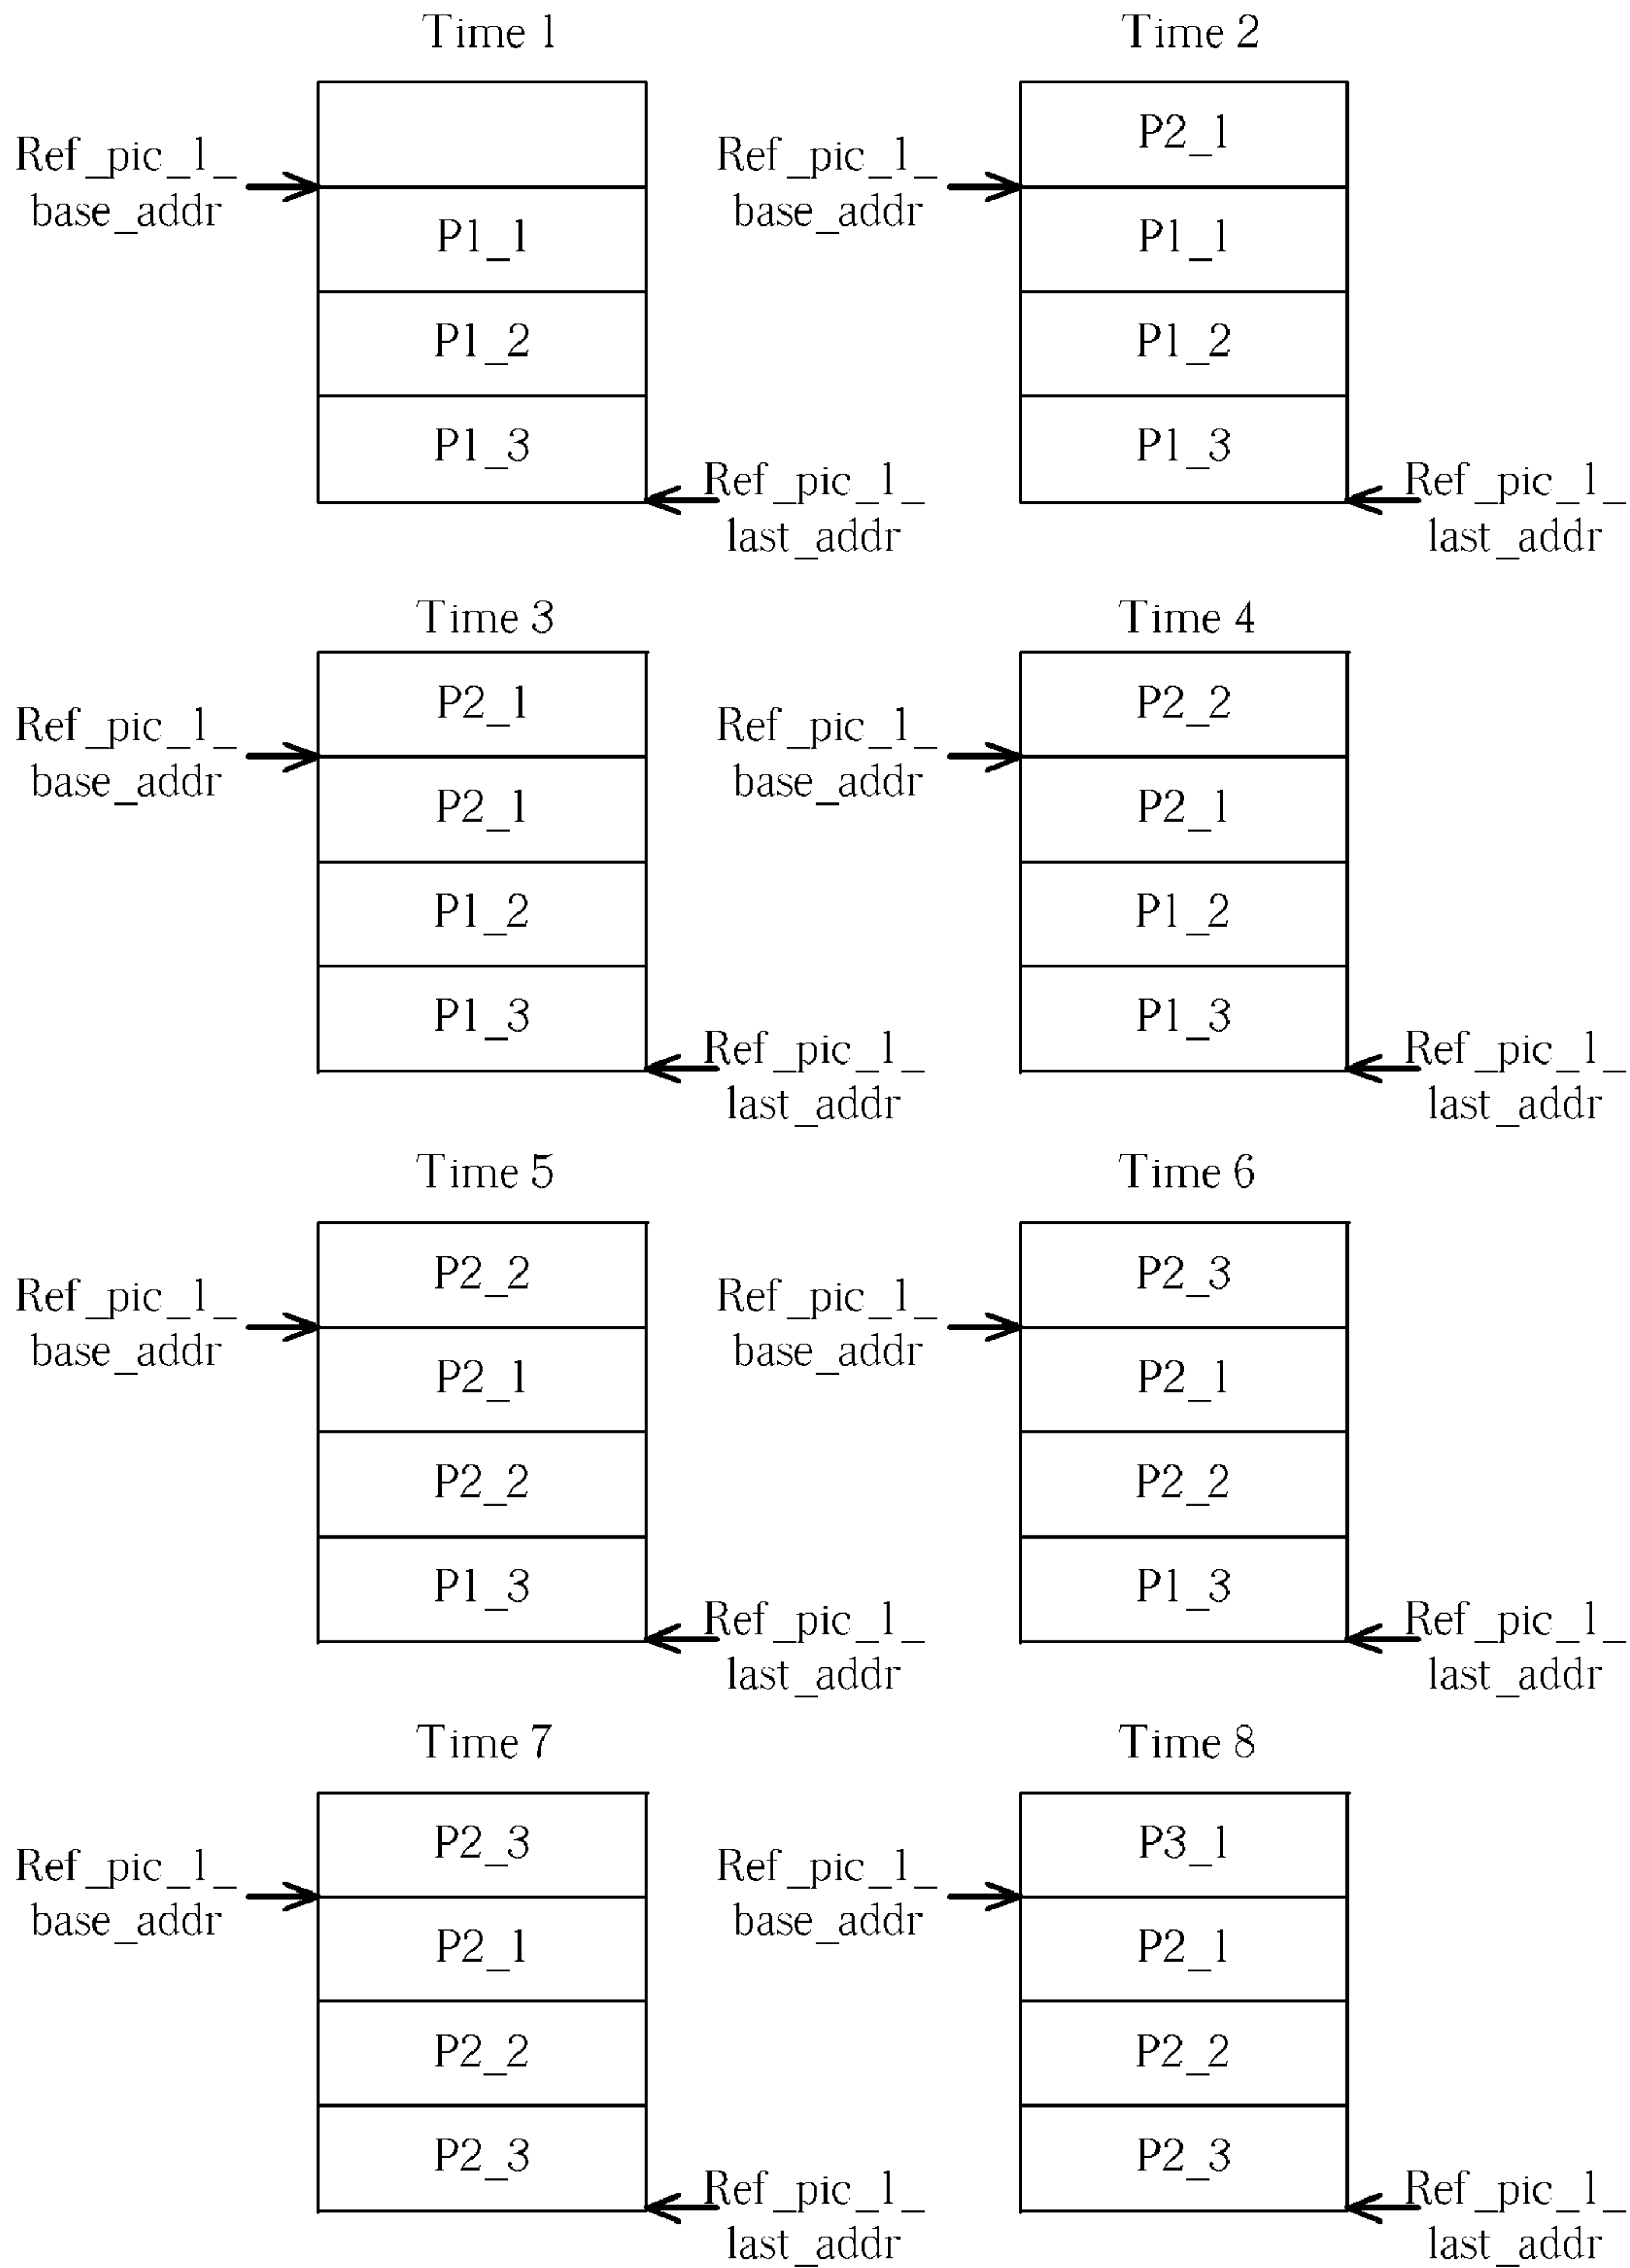 Time 1
Ref_pic_1_
base_addr
P1_1
P1_2
P1_3
Ref_pic_1_
last_addr
Time 2
P2_1
Ref_pic_1_
base_addr
P1_1
P1_2
P1_3
Ref_pic_1_
last_addr
Time 3
P2_1
Ref_pic_1_
base_addr
P2_1
P1_2
P1_3
Ref_pic_1_
last_addr
Time 4
P2_2
Ref_pic_1_
base_addr
P2_1
P1_2
P1_3
Ref_pic_1_
last_addr
Time 5
P2_2
Ref_pic_1_
base_addr
P2_1
P2_2
P1_3
Ref_pic_1_
last_addr
Time 6
P2_3
Ref_pic_1_
base_addr
P2_1
P2_2
P1_3
Ref_pic_1_
last_addr
Time 7
P2_3
Ref_pic_1_
base_addr
P2_1
P2_2
P2_3
Ref_pic_1_
last_addr
Time 8
P3_1
Ref_pic_1_
base_addr
P2_1
P2_2
P2_3
Ref_pic_1_
last_addr